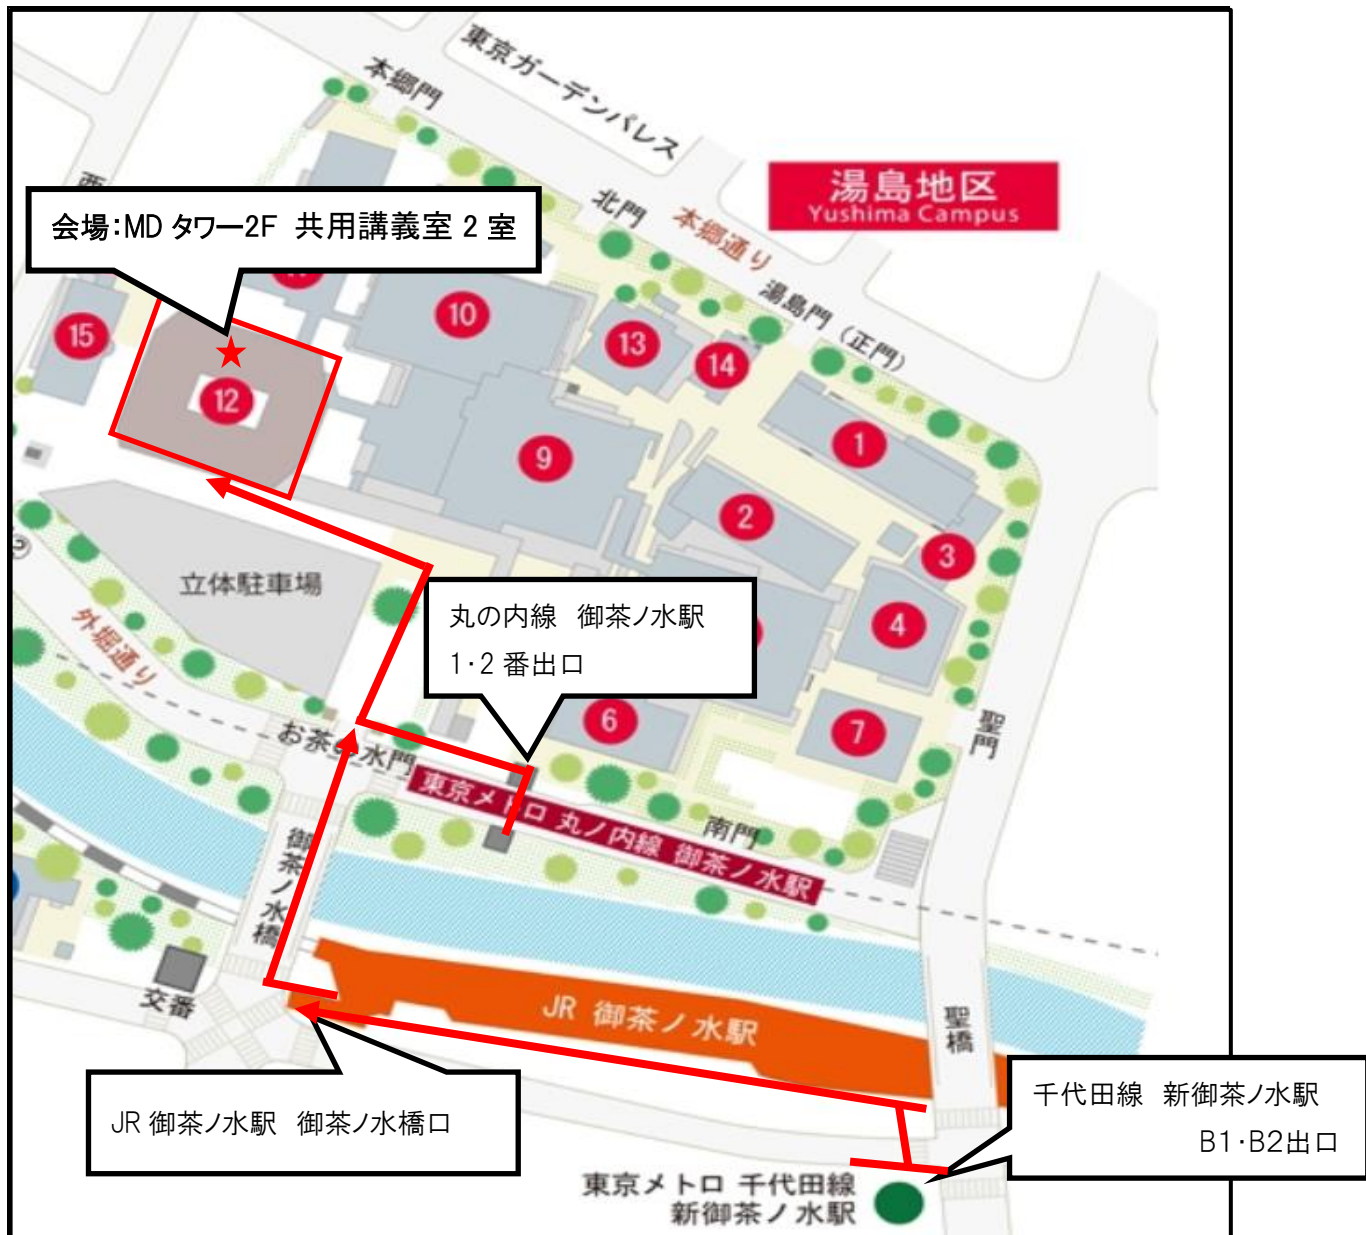 東京ガーデンパレス
本郷門
湯島地区
Yushima Campus
西
会場:MD タワー2F 共用講義室 2 室
北門
本郷通り
湯島門（正門）
10
15
13
14
12
1
9
2
3
立体駐車場
丸の内線 御茶ノ水駅
1・2 番出口
4
外堀通り
6
7
聖門
お茶の水門
東京メトロ 丸ノ内線 御茶ノ水駅
南門
御茶ノ水橋
交番
JR 御茶ノ水駅
聖橋
JR 御茶ノ水駅 御茶ノ水橋口
千代田線 新御茶ノ水駅
B1・B2出口
東京メトロ 千代田線
新御茶ノ水駅